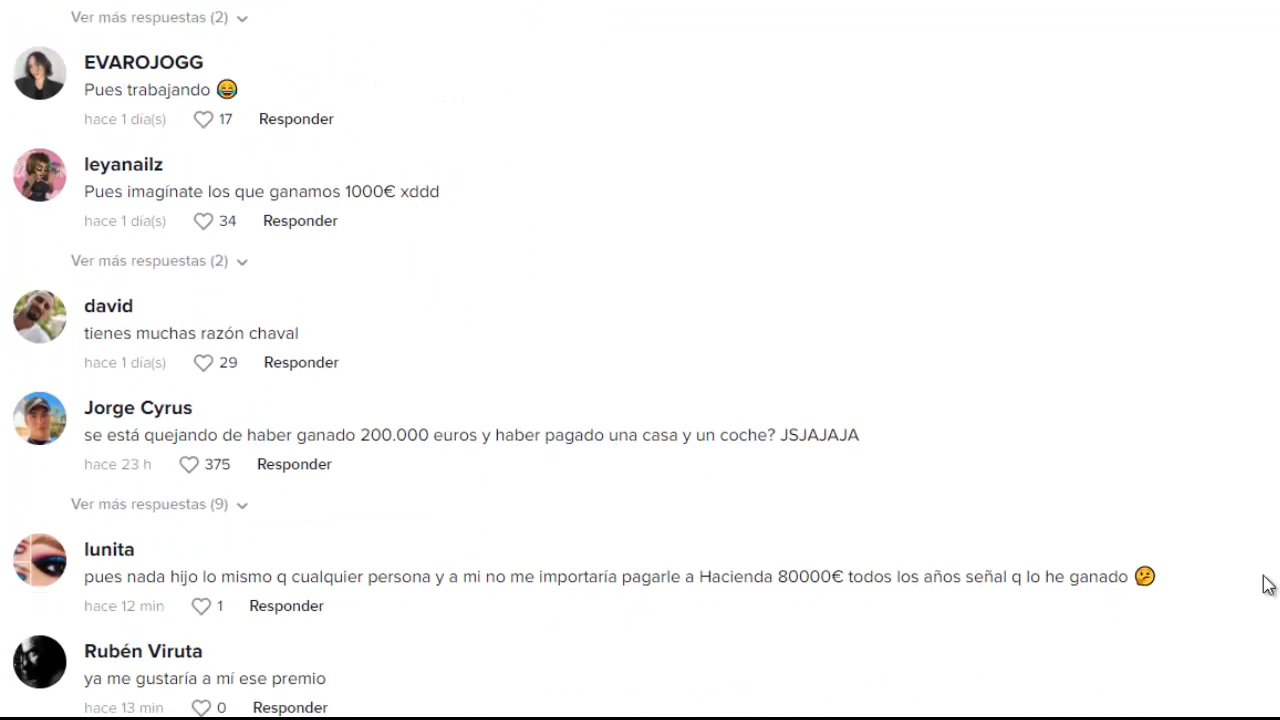 Ver más respuestas (2)
EVAROJOGG
Pues trabajando 😂
hace 1 día(s) 17 Responder
leyanailz
Pues imagínate los que ganamos 1000€ xddd
hace 1 día(s) 34 Responder
Ver más respuestas (2)
david
tienes muchas razón chaval
hace 1 día(s) 29 Responder
Jorge Cyrus
se está quejando de haber ganado 200.000 euros y haber pagado una casa y un coche? JSJAJAJA
hace 23 h 375 Responder
Ver más respuestas (9)
lunita
pues nada hijo lo mismo q cualquier persona y a mi no me importaría pagarle a Hacienda 80000€ todos los años señal q lo he ganado 🤔
hace 12 min 1 Responder
Rubén Viruta
ya me gustaría a mí ese premio
hace 13 min 0 Responder